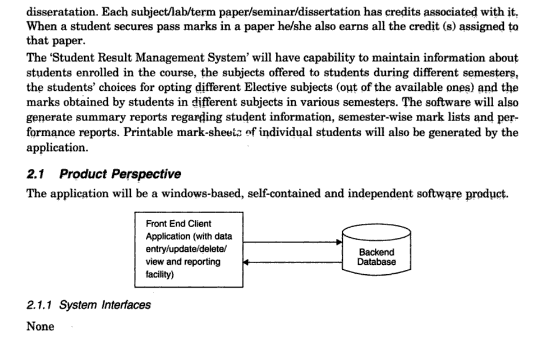 disseratation. Each subject/lab/term paper/seminar/dissertation has credits associated with it.
When a student secures pass marks in a paper he/she also earns all the credit (s) assigned to
that paper.
The 'Student Result Management System' will have capability to maintain information about
students enrolled in the course, the subjects offered to students during different semesters,
the students' choices for opting different Elective subjects (out of the available ones) and the
marks obtained by students in different subjects in various semesters. The software will also
generate summary reports regarding student information, semester-wise mark lists and per-
formance reports. Printable mark-sheets of individual students will also be generated by the
application.
2.1 Product Perspective
The application will be a windows-based, self-contained and independent software product.
Front End Client
Application (with data
entry/update/delete/
view and reporting
facility)
Backend
Database
2.1.1 System Interfaces
None